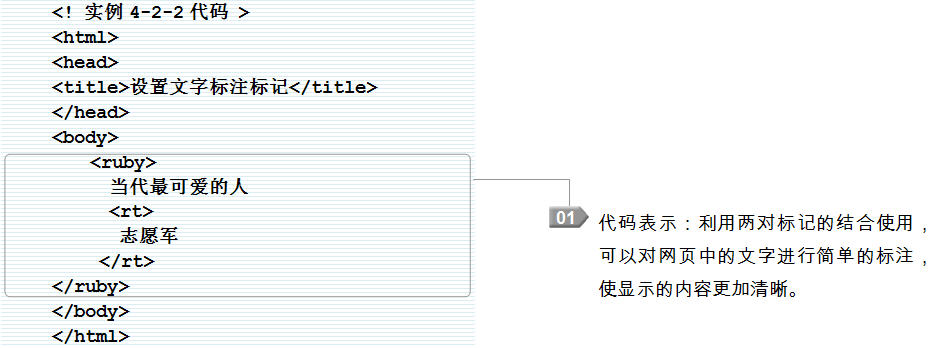 <! 实例 4-2-2 代码 >
<html>
<head>
<title>设置文字标注标记</title>
</head>
<body>
<ruby>
当代最可爱的人
<rt>
志愿军
</rt>
</ruby>
</body>
</html>
01
代码表示：利用两对标记的结合使用，
可以对网页中的文字进行简单的标注，
使显示的内容更加清晰。